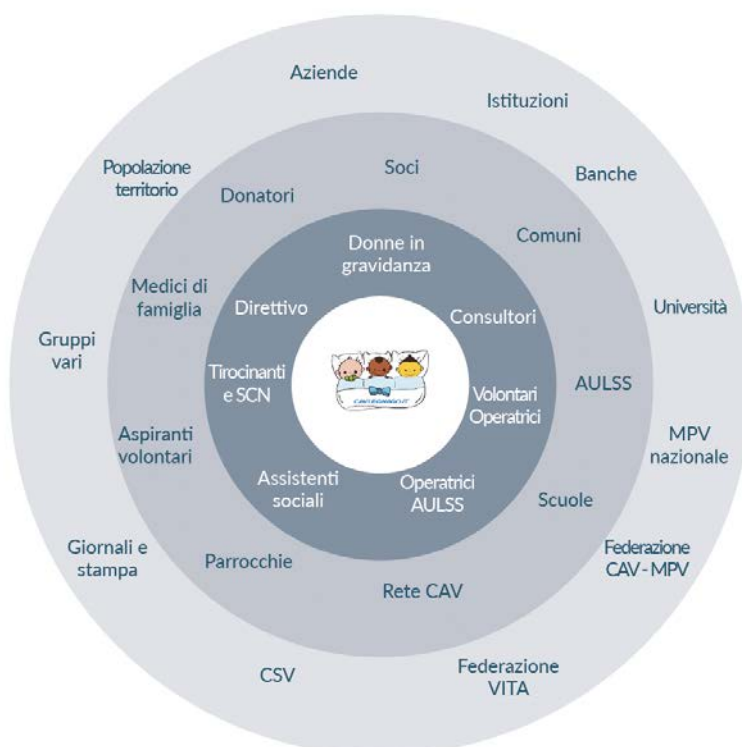 Aziende
Istituzioni
Banche
Università
MPV
nazionale
Federazione
CAV - MPV
Federazione
VITA
CSV
Giornali e
stampa
Gruppi
vari
Popolazione
territorio
Soci
Comuni
AULSS
Scuole
Rete CAV
Parrocchie
Aspiranti
volontari
Medici di
famiglia
Donatori
Donne in
gravidanza
Consultori
Volontari
Operatrici
Operatrici
AULSS
Assistenti
sociali
Tirocinanti
e SCN
Direttivo